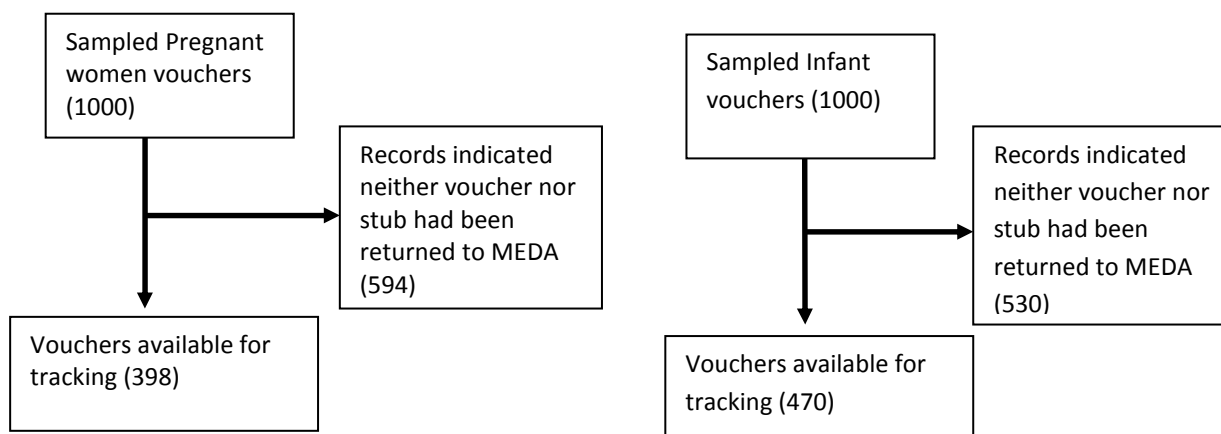 Sampled Pregnant
women vouchers
(1000)
Records indicated
neither voucher nor
stub had been
returned to MEDA
(594)
Vouchers available for
tracking (398)
Sampled Infant
vouchers (1000)
Records indicated
neither voucher nor
stub had been
returned to MEDA
(530)
Vouchers available for
tracking (470)